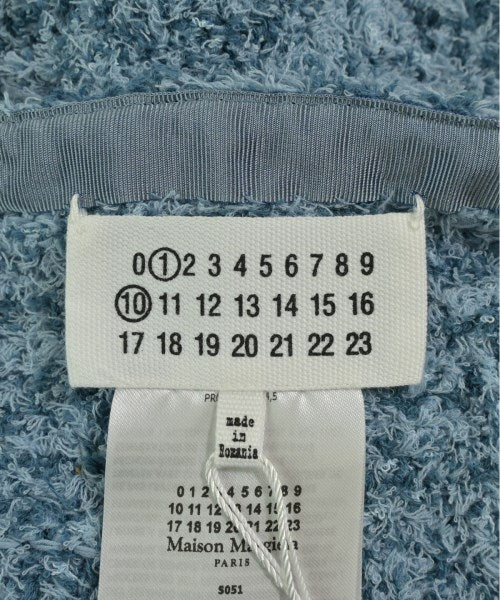 0 1 2 3 4 5 6 7 8 9
10 11 12 13 14 15 16
17 18 19 20 21 22 23
made
in
Romania
0 1 2 3 4 5 6 7 8 9
10 11 12 13 14 15 16
17 18 19 20 21 22 23
Maison Margiela
PARIS
S051